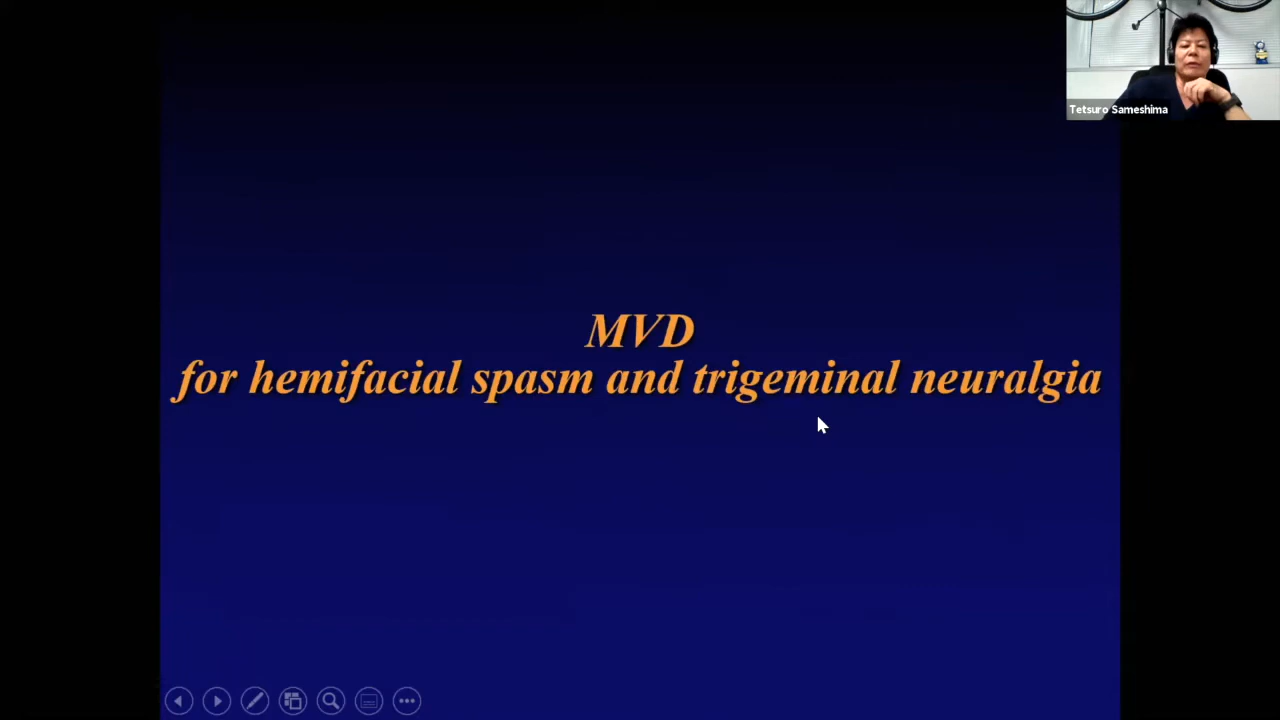 Tetsuro Sameshima
MVD
for hemifacial spasm and trigeminal neuralgia